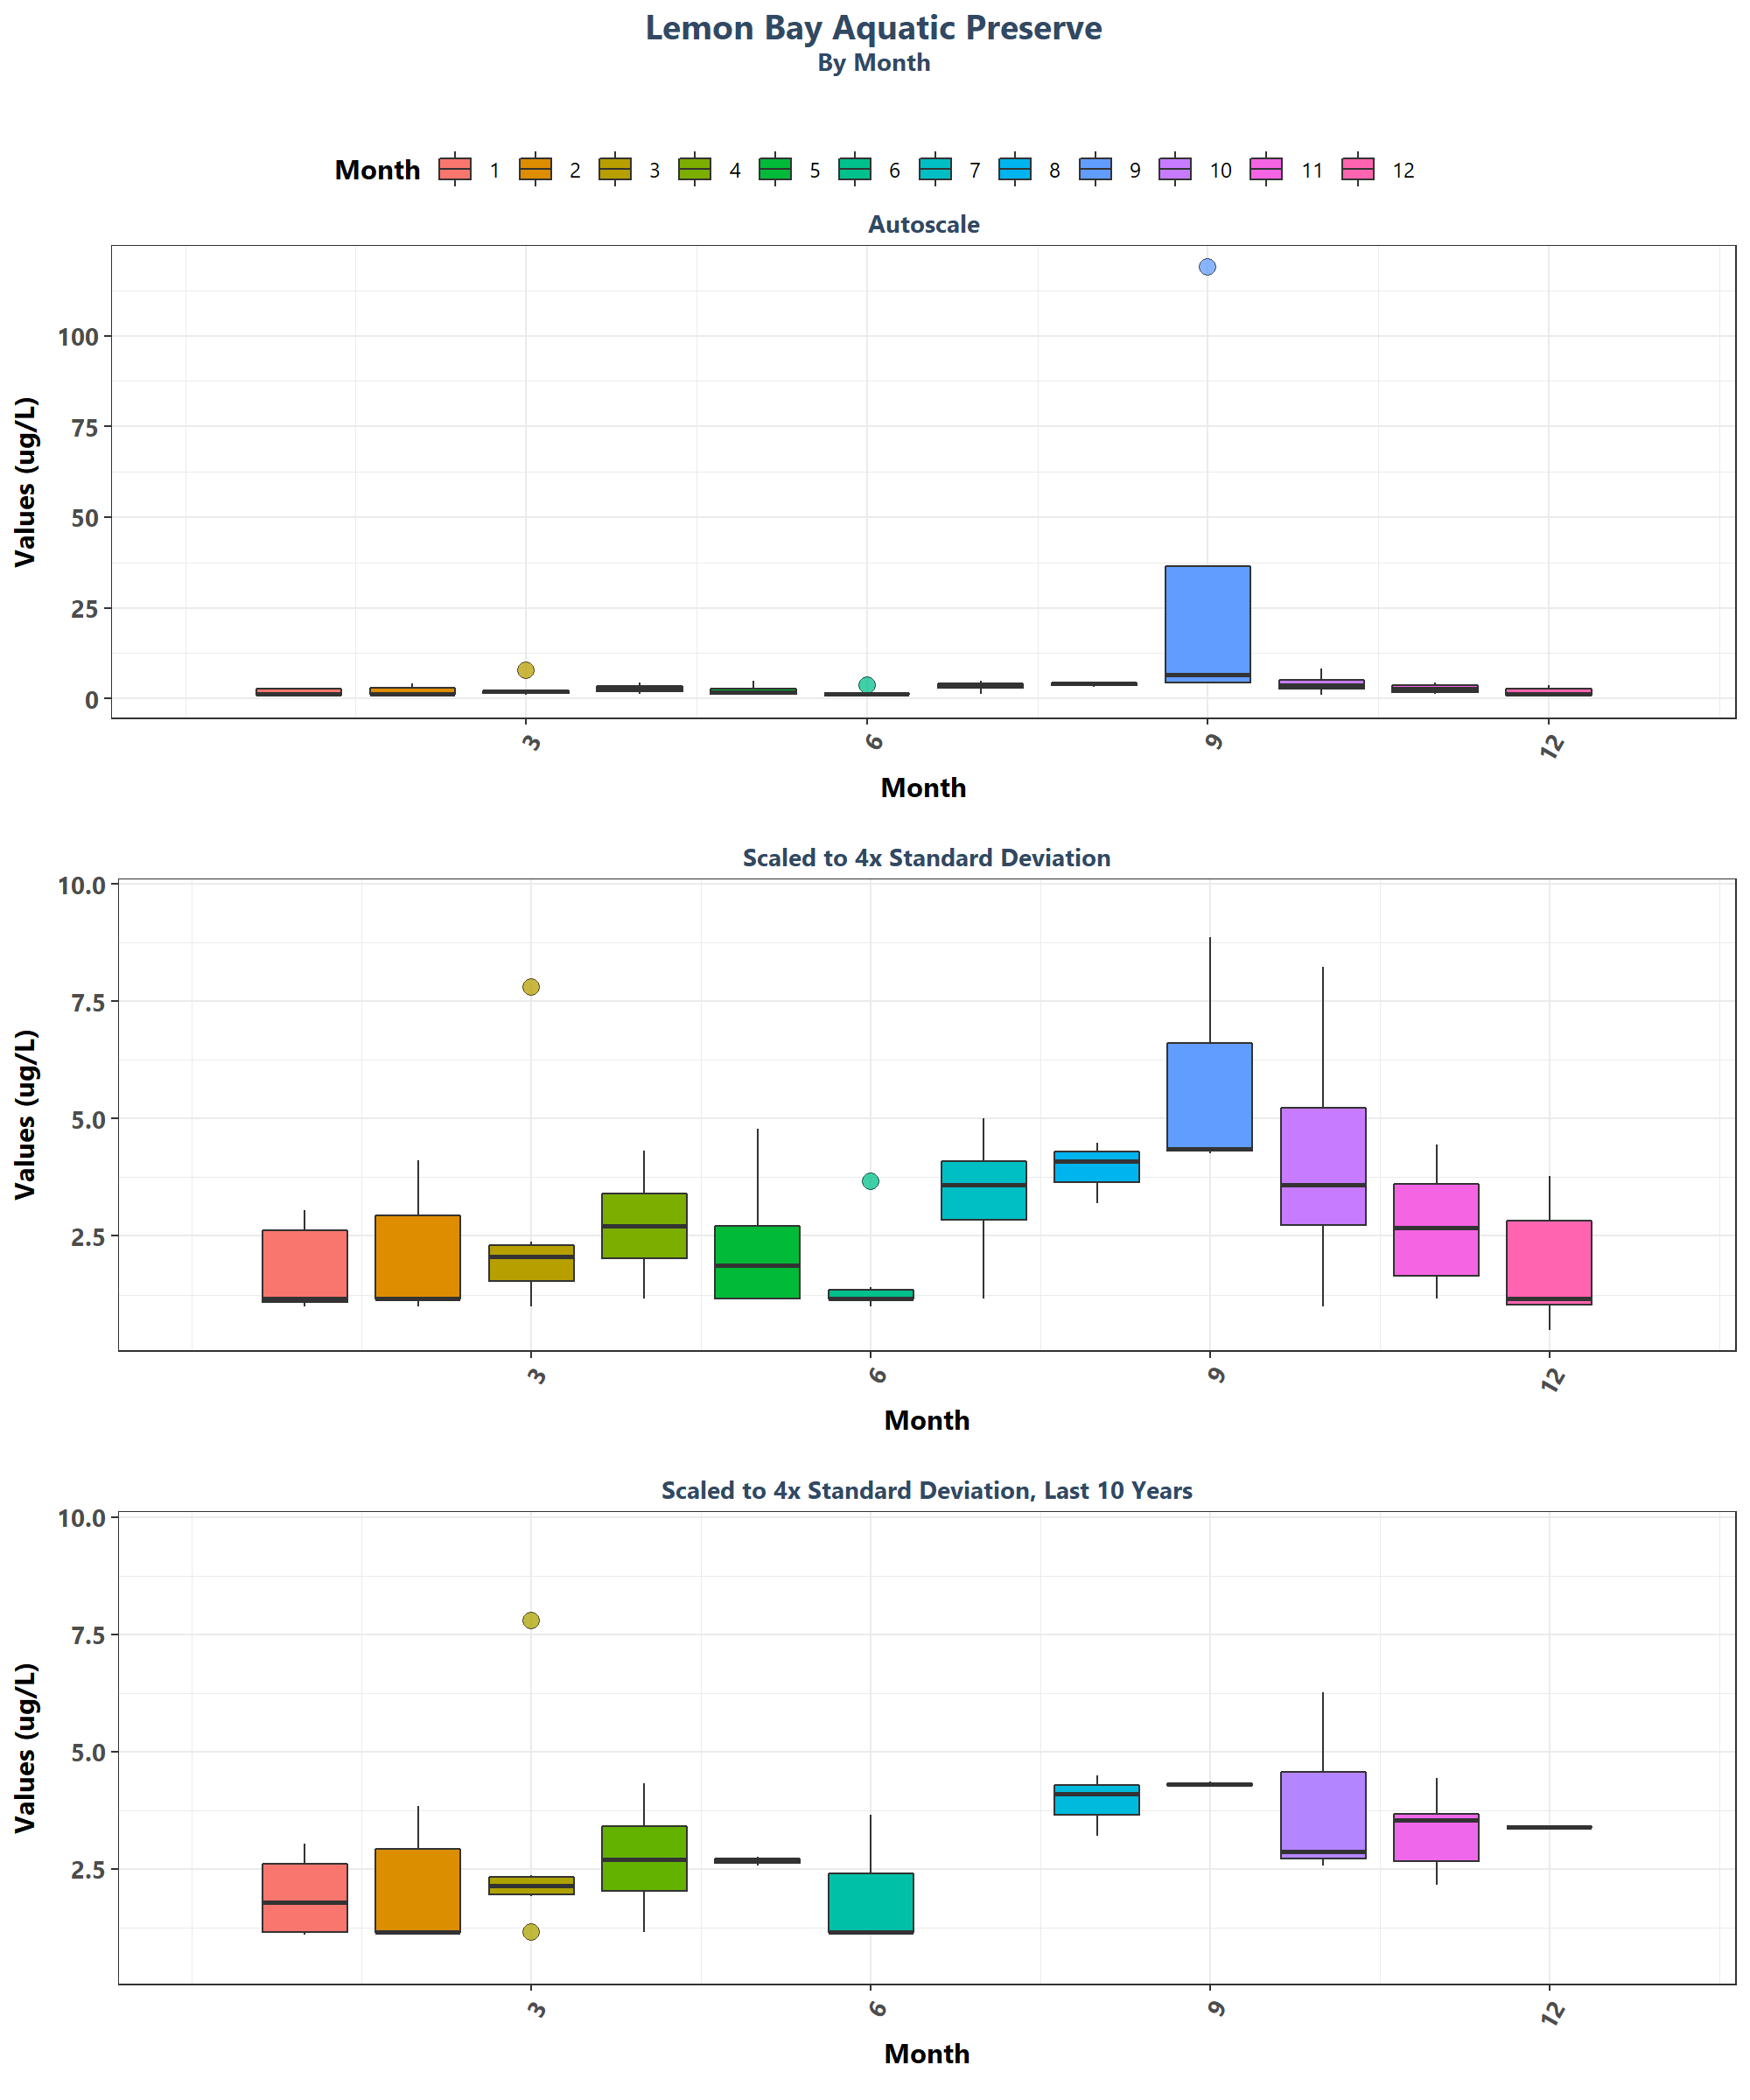 Lemon Bay Aquatic Preserve
By Month
Month 1 2 3 4 5 6 7 8 9 10 11 12
Autoscale
Values (ug/L)
100
75
50
25
0
3 6 9 12
Month
Scaled to 4x Standard Deviation
Values (ug/L)
10.0
7.5
5.0
2.5
3 6 9 12
Month
Scaled to 4x Standard Deviation, Last 10 Years
Values (ug/L)
10.0
7.5
5.0
2.5
3 6 9 12
Month